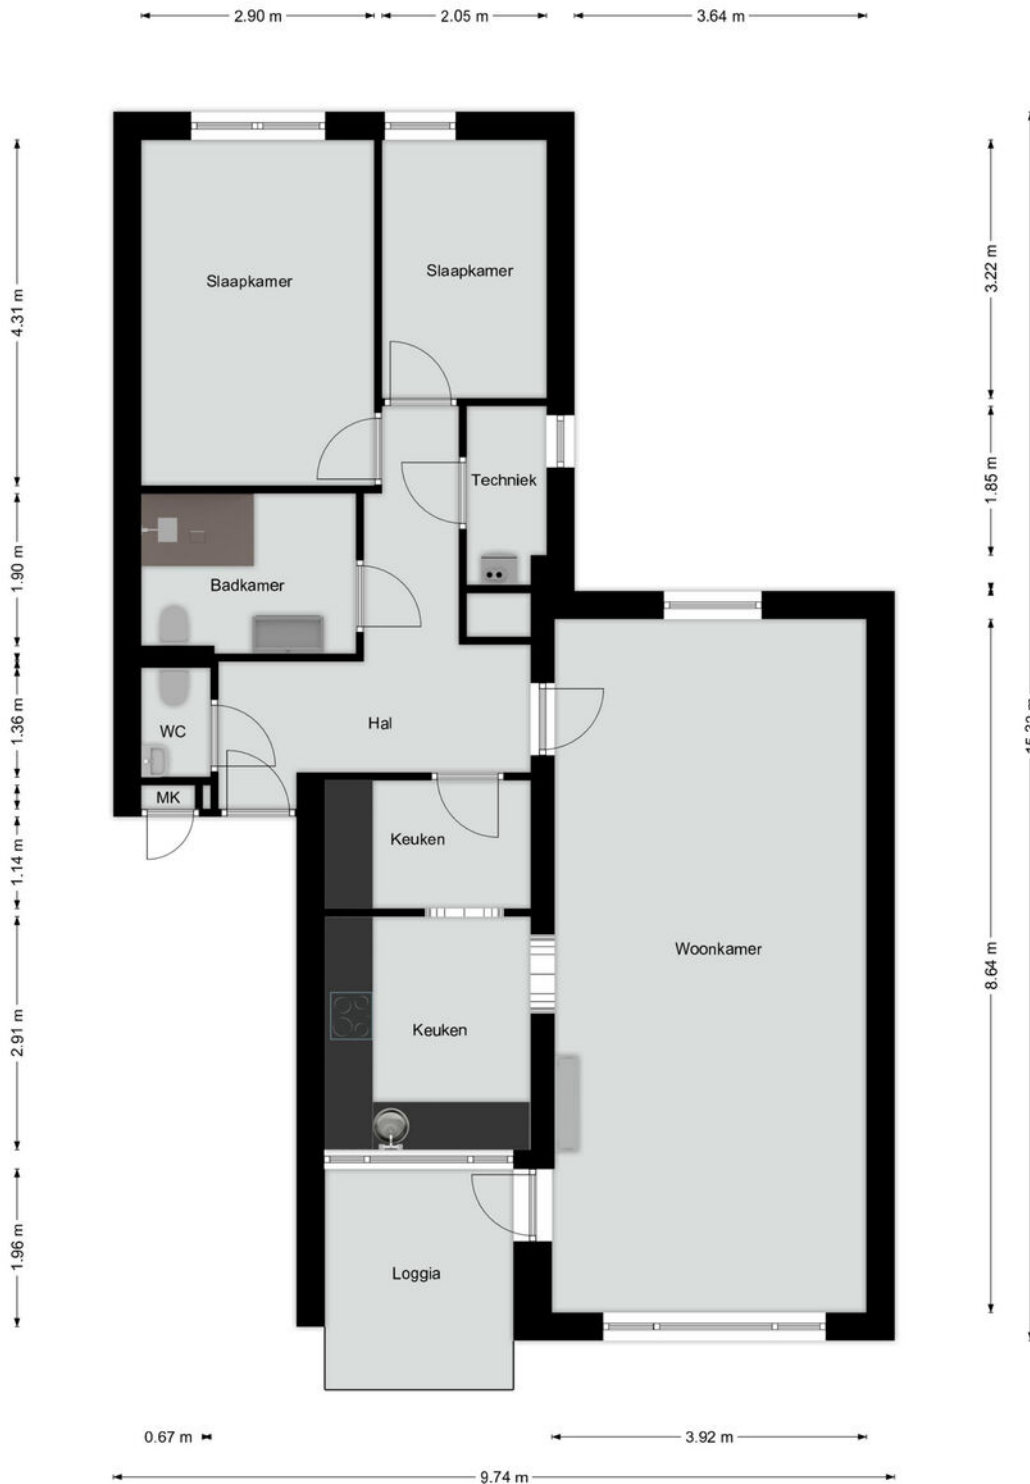 2.90 m
2.05 m
3.64 m
4.31 m
1.90 m
1.36 m
1.14 m
2.91 m
1.96 m
Slaapkamer
Slaapkamer
Techniek
Badkamer
WC
Hal
MK
Keuken
Woonkamer
Keuken
Loggia
3.22 m
1.85 m
8.64 m
0.67 m
3.92 m
9.74 m